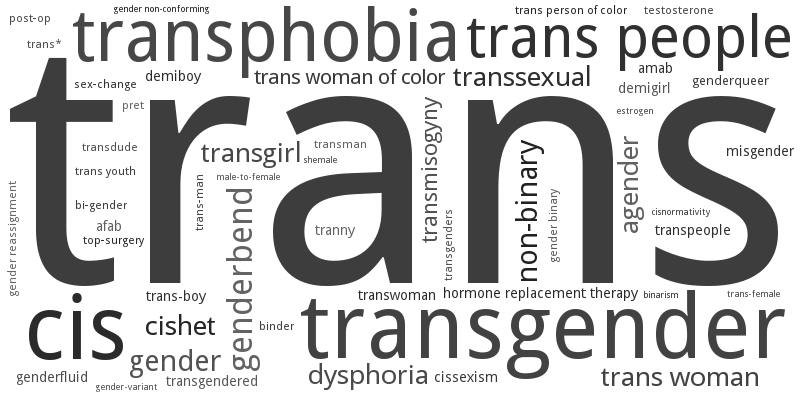 gender non-conforming
trans person of color
testosterone
post-op
transphobia
trans people
trans*
sex-change
demiboy
trans woman of color
transsexual
amab
genderqueer
demigirl
pret
trans
estrogen
transdude
transgirl
transman
shemale
transmisogyny
non-binary
agender
misgender
trans youth
male-to-female
trans-man
gender reassignment
bi-gender
afab
top-surgery
genderbend
tranny
transgenders
gender binary
cisnormativity
transpeople
trans-boy
transwoman
hormone replacement therapy
binarism
trans-female
cis
cishet
binder
transgender
gender
genderfluid
gender-variant
transgendered
dysphoria
cissexism
trans woman